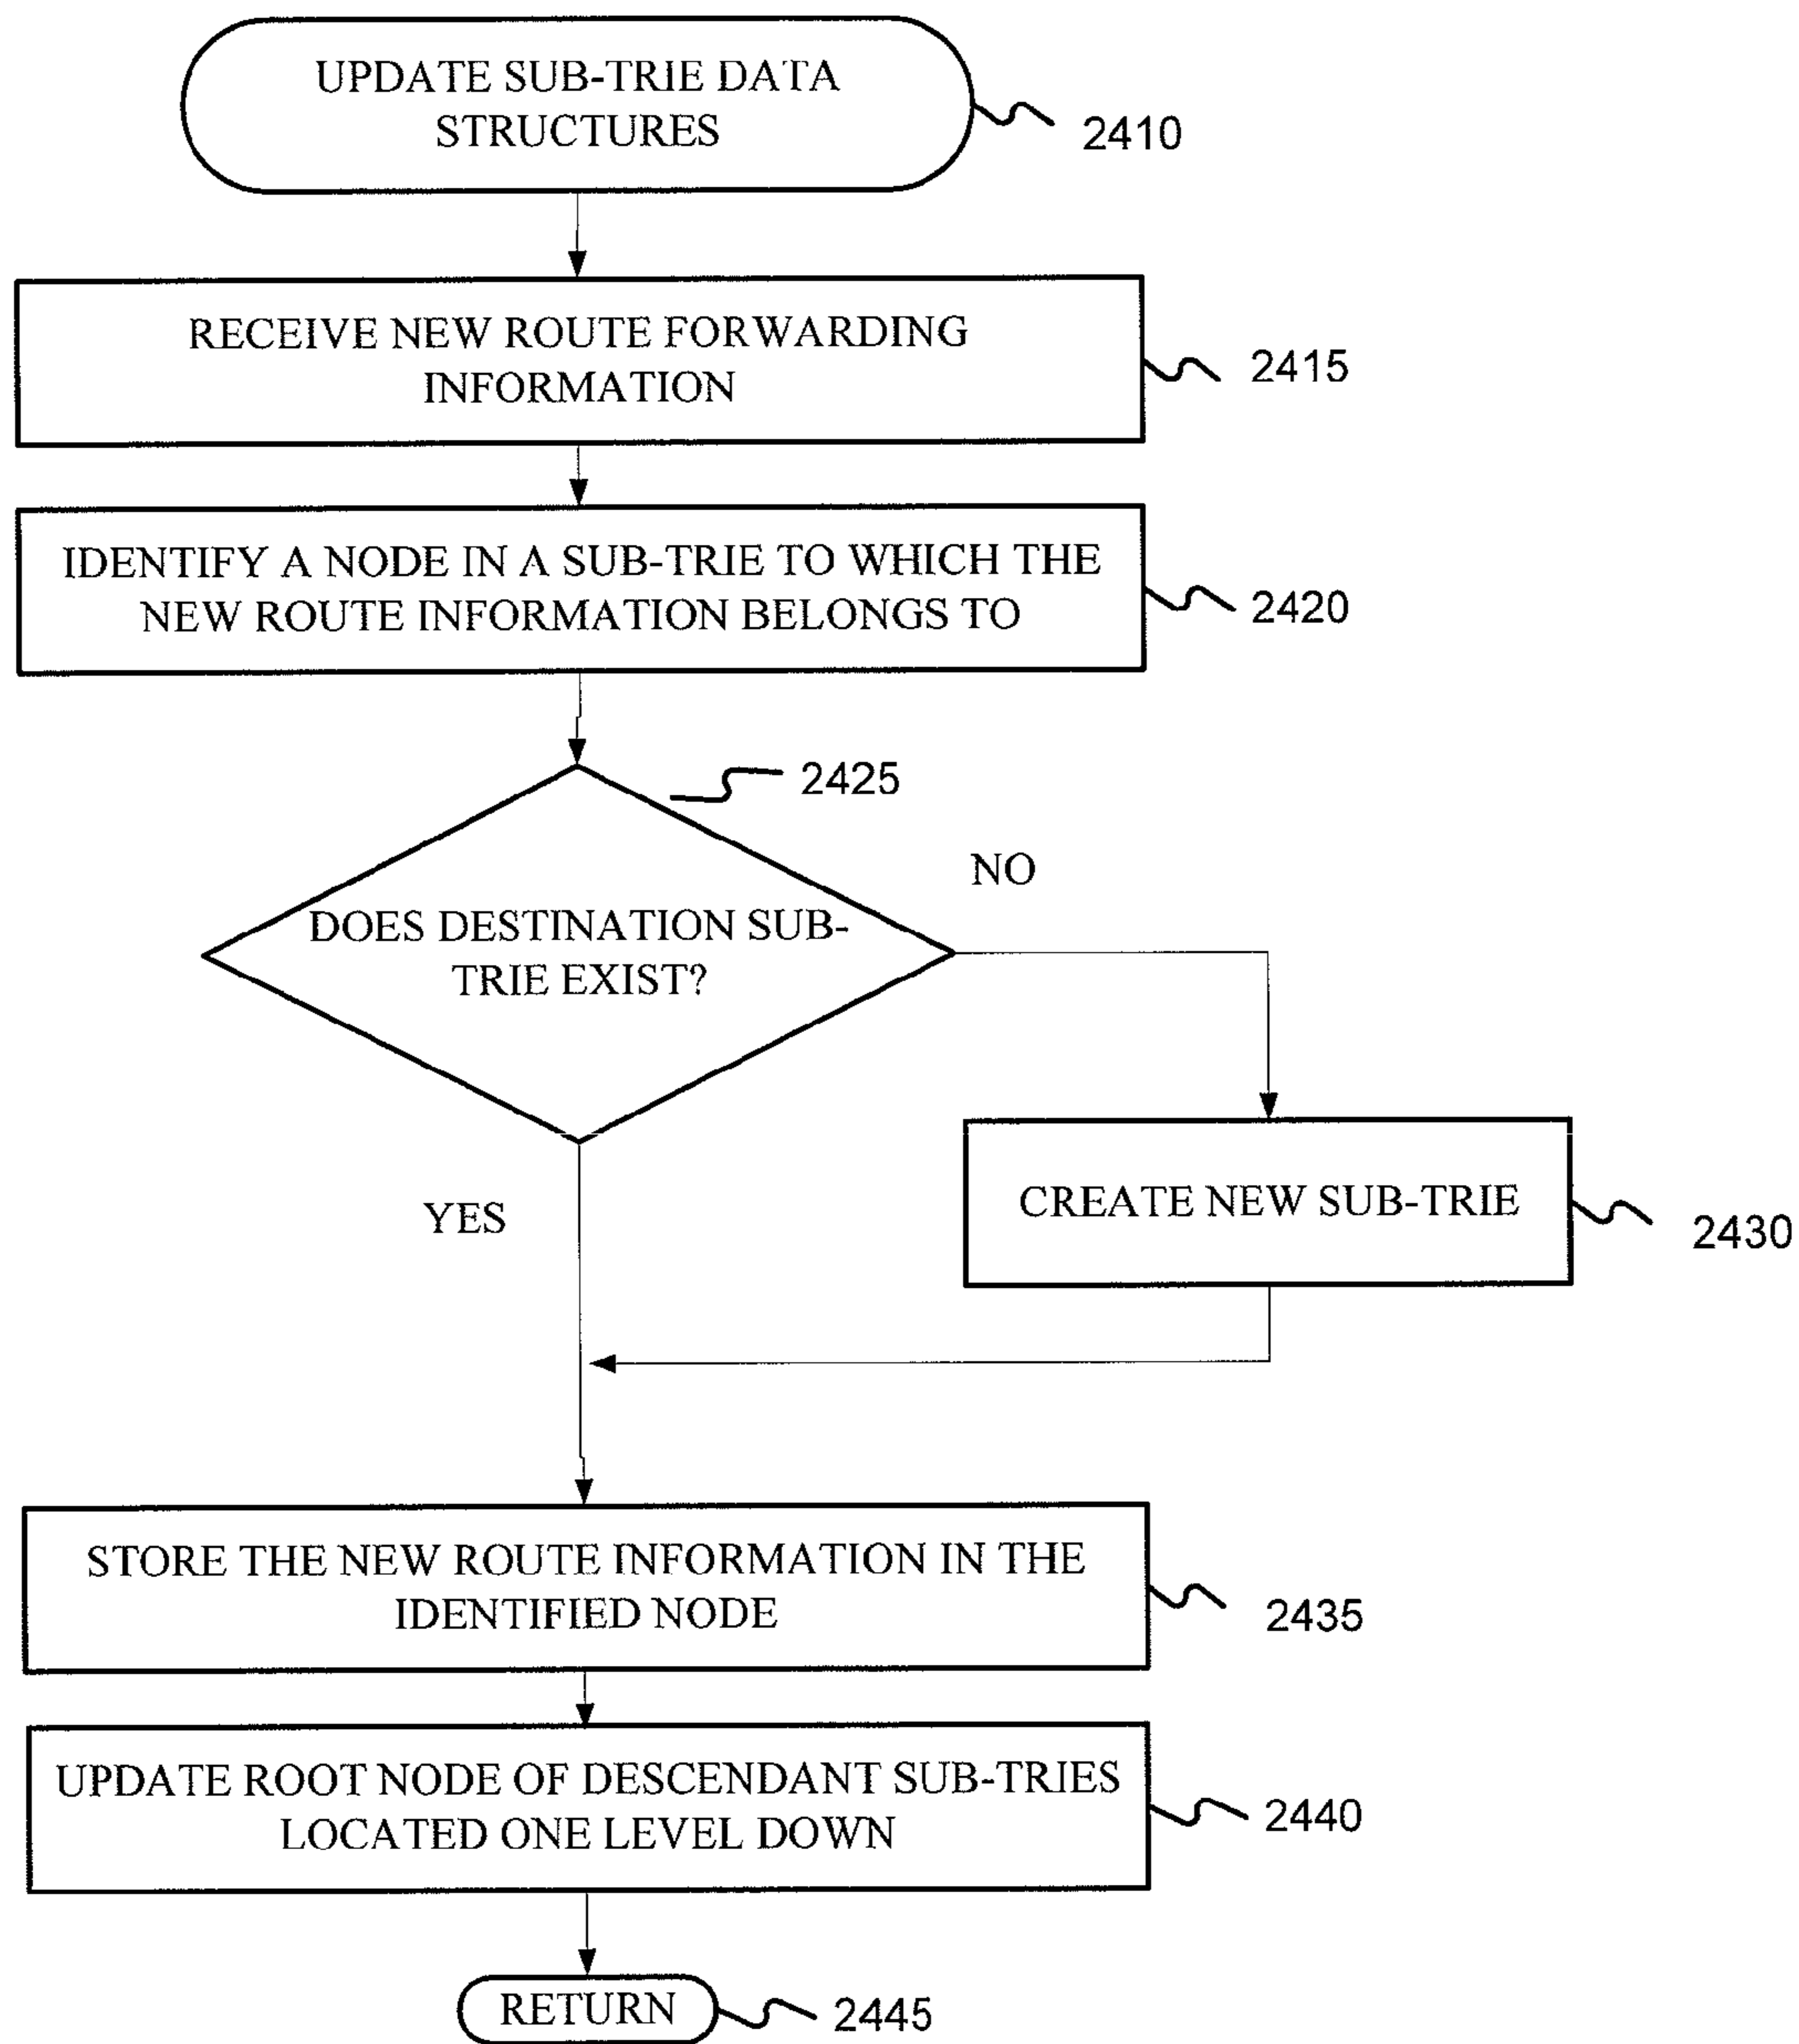 UPDATE SUB-TRIE DATA
STRUCTURES
2410
RECEIVE NEW ROUTE FORWARDING
INFORMATION
2415
IDENTIFY A NODE IN A SUB-TRIE TO WHICH THE
NEW ROUTE INFORMATION BELONGS TO
2420
2425
NO
DOES DESTINATION SUB-
TRIE EXIST?
YES
CREATE NEW SUB-TRIE
2430
STORE THE NEW ROUTE INFORMATION IN THE
IDENTIFIED NODE
2435
UPDATE ROOT NODE OF DESCENDANT SUB-TRIES
LOCATED ONE LEVEL DOWN
2440
RETURN
2445